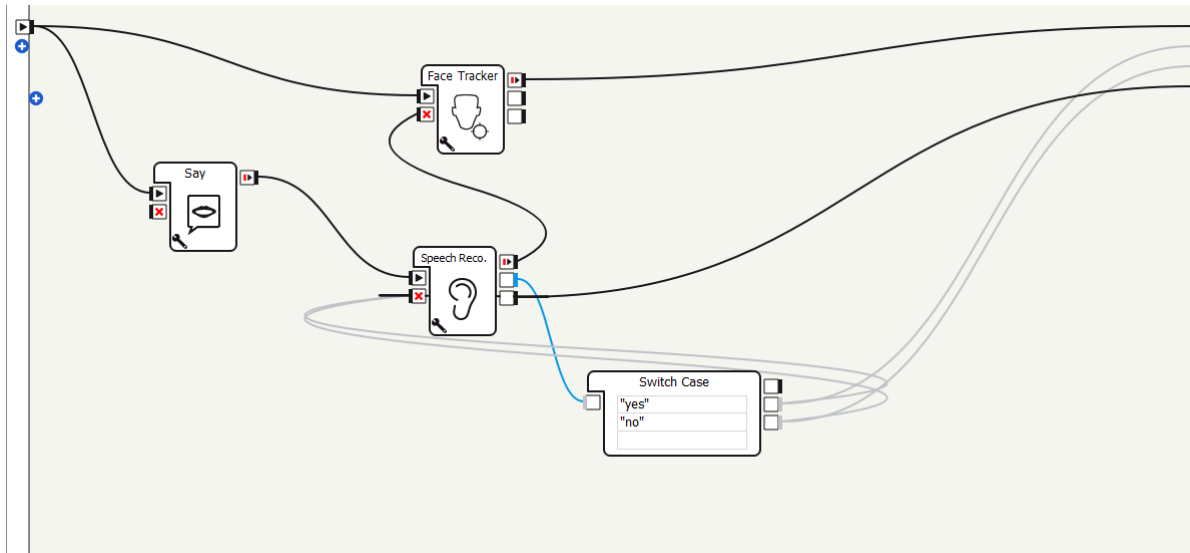 Face Tracker
Say
Speech Reco.
Switch Case
"yes"
"no"